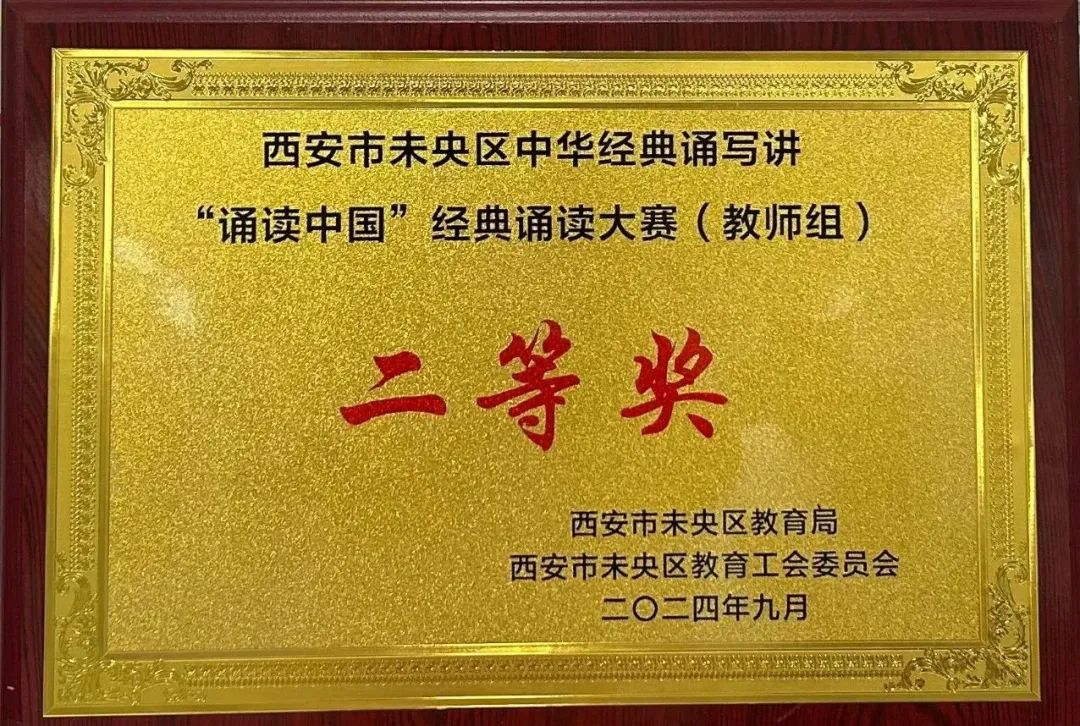 西安市未央区中华经典诵写讲
“诵读中国”经典诵读大赛（教师组）
二等奖
西安市未央区教育局
西安市未央区教育工会委员会
二〇二四年九月